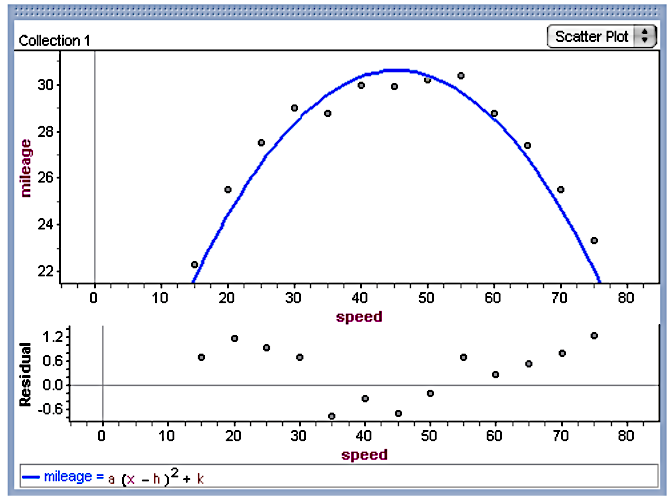 Collection 1
Scatter Plot
30
28
26
24
22
mileage
0 10 20 30 40 50 60 70 80
speed
1.2
0.6
0.0
-0.6
Residual
0 10 20 30 40 50 60 70 80
speed
mileage = a (x - h)² + k